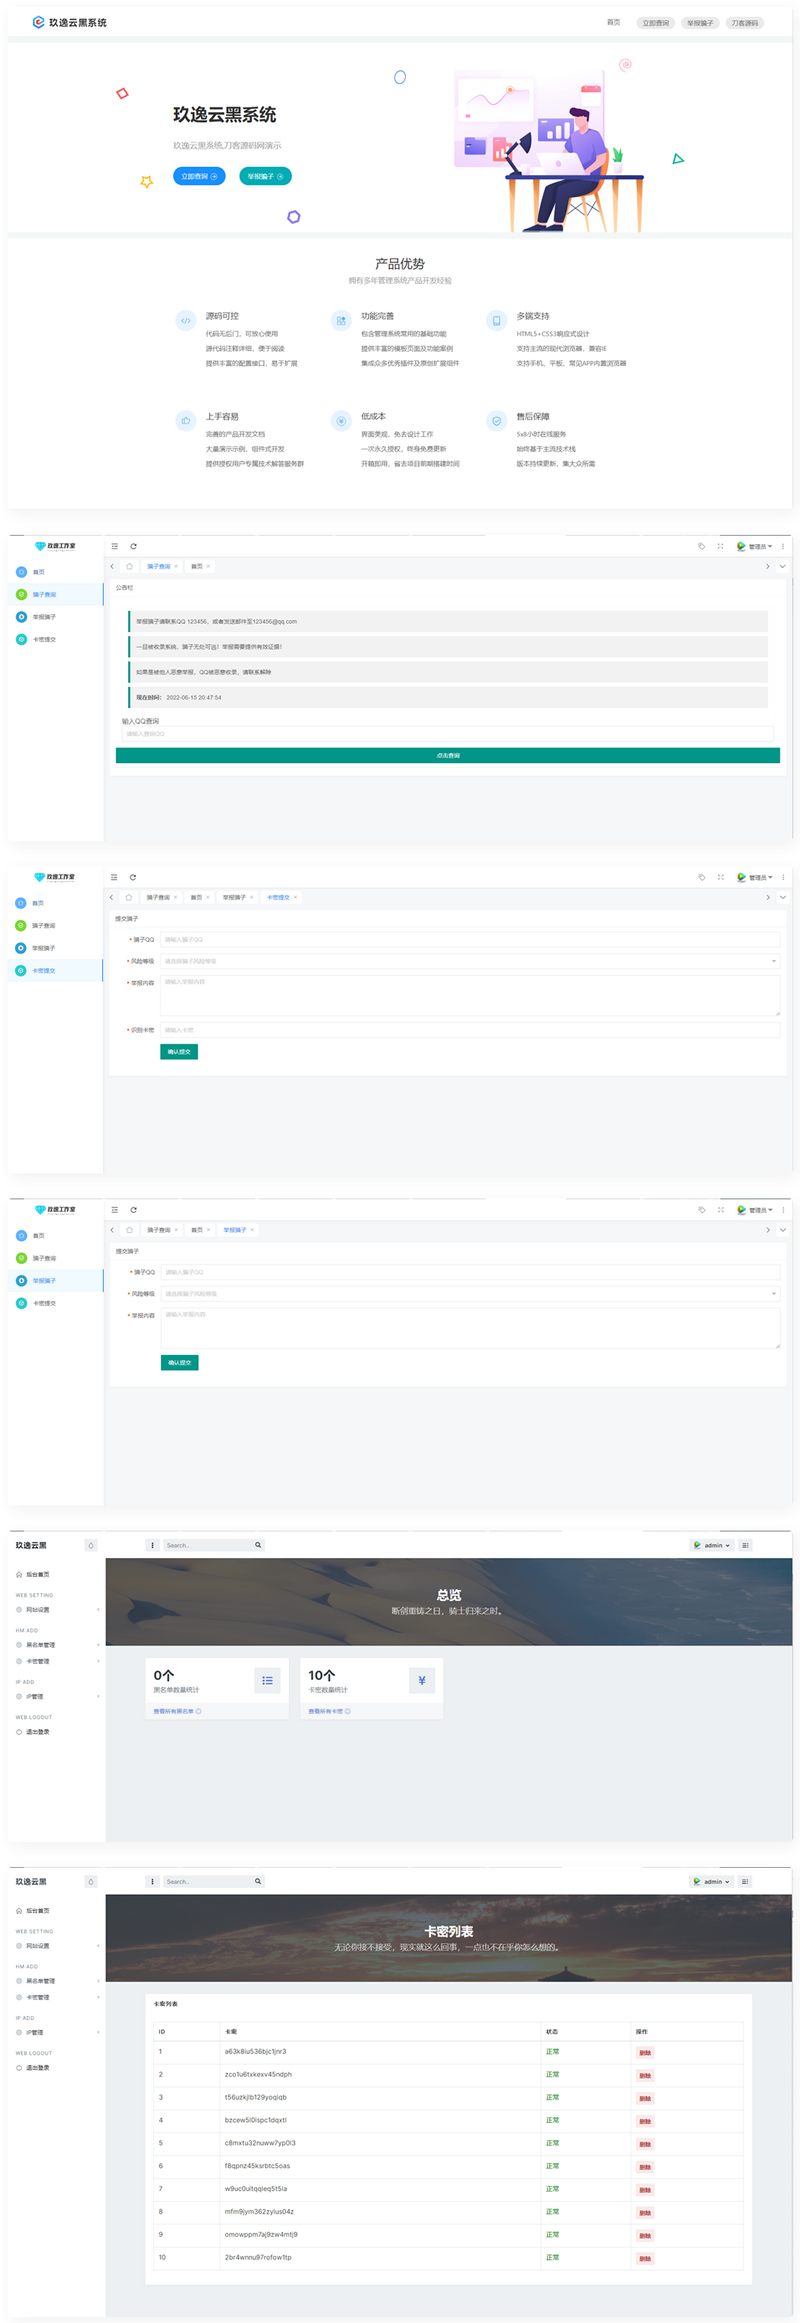 玖逸云黑系统
首页
立即查询
举报骗子
刀客源码
玖逸云黑系统
玖逸云黑系统,刀客源码网演示
立即查询
举报骗子
产品优势
拥有多年管理系统产品开发经验
源码可控
代码无后门，可放心使用
源代码注释详细，便于阅读
提供丰富的配置接口，易于扩展
功能完善
包含管理系统常用的基础功能
提供丰富的模板页面及功能案例
集成众多优秀插件及原创扩展组件
多端支持
HTML5+CSS3响应式设计
支持主流的现代浏览器，兼容IE
支持手机、平板，常见APP内置浏览器
上手容易
完善的产品开发文档
大量演示示例，组件式开发
提供授权用户专属技术解答服务群
低成本
界面美观，免去设计工作
一次永久授权，终身免费更新
开箱即用，省去项目前期搭建时间
售后保障
5x8小时在线服务
始终基于主流技术栈
版本持续更新，集大众所需
玖逸工作室
管理员
首页
骗子查询
举报骗子
卡密提交
骗子查询
首页
公告栏
举报骗子请联系QQ 123456，或者发送邮件至123456@qq.com
一旦被收录系统，骗子无处可逃！举报需要提供有效证据！
如果是被他人恶意举报，QQ被恶意收录，请联系解除
现在时间： 2022-06-15 20:47:54
输入QQ查询
请输入查询QQ
点击查询
玖逸工作室
管理员
首页
骗子查询
举报骗子
卡密提交
骗子查询
首页
举报骗子
卡密提交
提交骗子
* 骗子QQ
请输入骗子QQ
* 风险等级
请选择骗子风险等级
* 举报内容
请输入举报内容
* 识别卡密
请输入卡密
确认提交
玖逸工作室
管理员
首页
骗子查询
举报骗子
卡密提交
骗子查询
首页
举报骗子
提交骗子
* 骗子QQ
请输入骗子QQ
* 风险等级
请选择骗子风险等级
* 举报内容
请输入举报内容
确认提交
玖逸云黑
Search..
admin
后台首页
WEB SETTING
网站设置
HM ADD
黑名单管理
卡密管理
IP ADD
IP管理
WEB LOGOUT
退出登录
总览
断剑重铸之日，骑士归来之时。
0个
黑名单数量统计
查看所有黑名单
10个
卡密数量统计
¥
查看所有卡密
玖逸云黑
Search..
admin
后台首页
WEB SETTING
网站设置
HM ADD
黑名单管理
卡密管理
IP ADD
IP管理
WEB LOGOUT
退出登录
卡密列表
无论你接不接受，现实就这么回事，一点也不在乎你怎么想的。
卡密列表
ID 卡密 状态 操作
1 a63k8iu536bjc1jnr3 正常 删除
2 zco1u6txkexv45ndph 正常 删除
3 t56uzkjlb129yoqiqb 正常 删除
4 bzcew5l0ispc1dqxtl 正常 删除
5 c8mxtu32nuww7yp0l3 正常 删除
6 f8qpnz45ksrbtc5oas 正常 删除
7 w9uc0ultqqleq5t5la 正常 删除
8 mfm9jym362zylus04z 正常 删除
9 omowppm7aj9zw4mtj9 正常 删除
10 2br4wnnu97rofow1tp 正常 删除